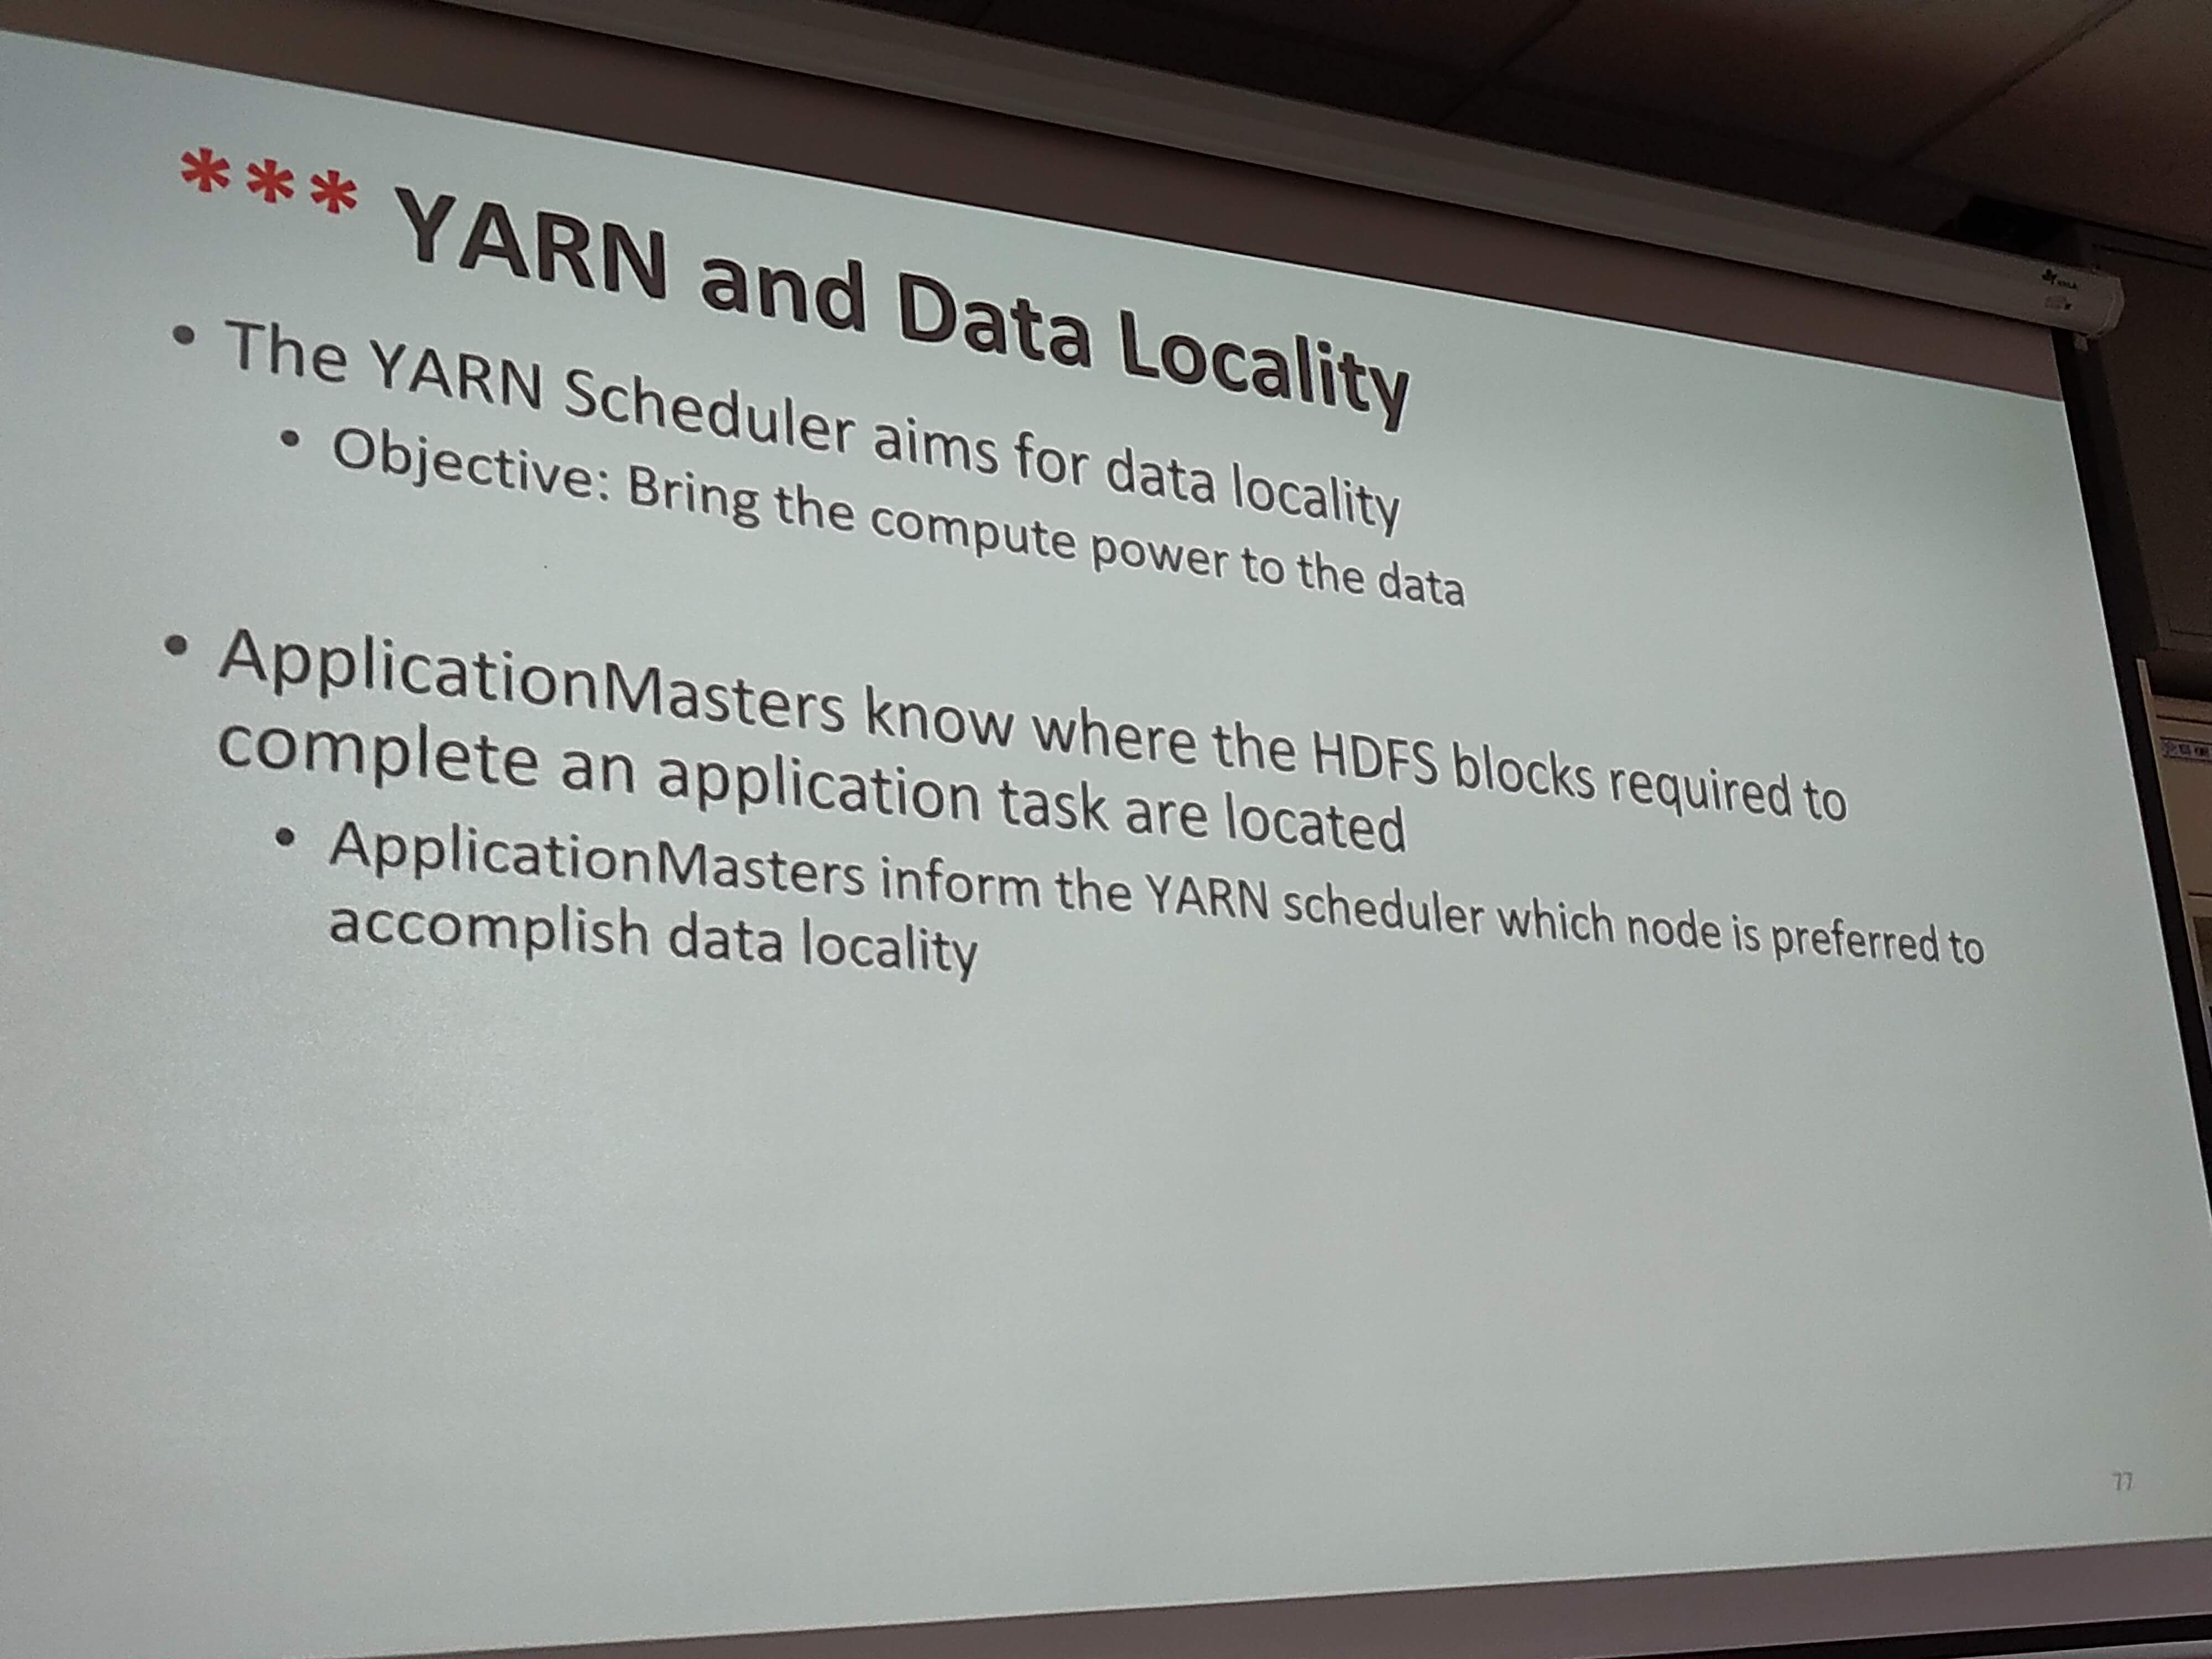 *** YARN and Data Locality
• The YARN Scheduler aims for data locality
• Objective: Bring the compute power to the data
• ApplicationMasters know where the HDFS blocks required to
complete an application task are located
• ApplicationMasters inform the YARN scheduler which node is preferred to
accomplish data locality
77